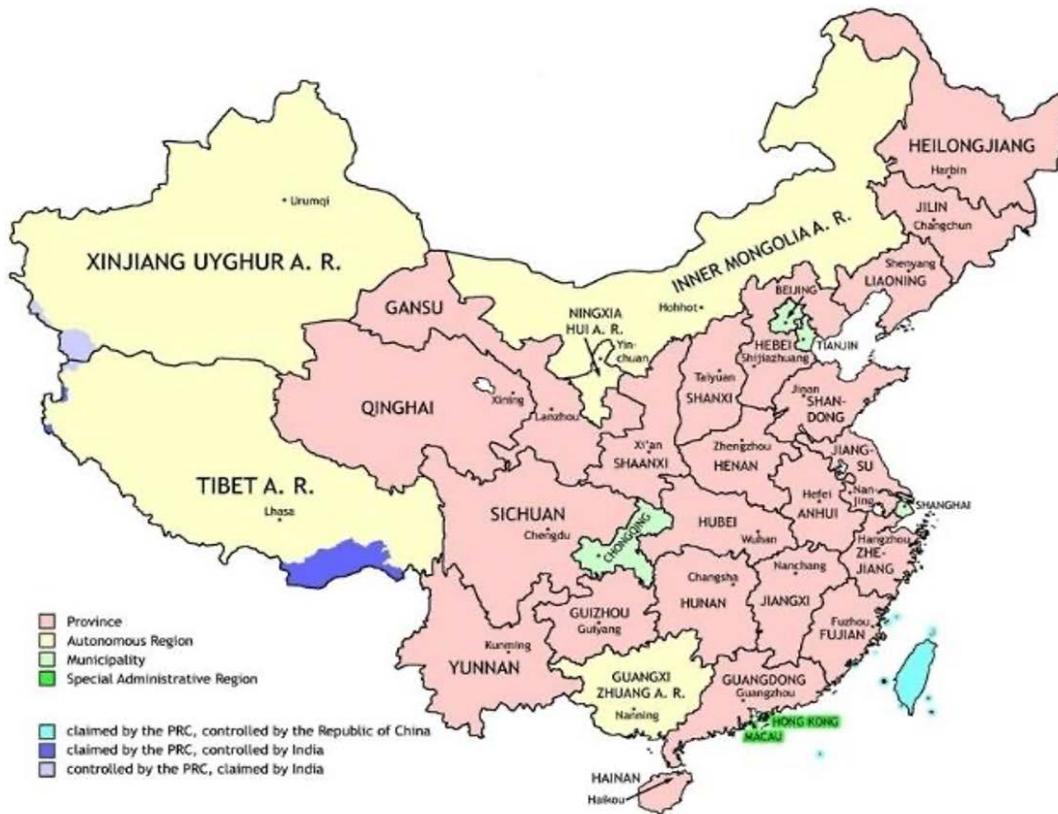 HEILONGJIANG
Harbin
JILIN
Changchun
Urumqi
XINJIANG UYGHUR A. R.
INNER MONGOLIA A. R.
Shenyang
LIAONING
BEIJING
Hohhot
GANSU
NINGXIA
HUI A. R.
Yin-
chuan
HEBEI
TIANJIN
Shijiazhuang
Taiyuan
SHANXI
Jinan
SHAN-
DONG
QINGHAI
Xining
Lanzhou
Xi'an
SHAANXI
Zhengzhou
HENAN
JIANG-
SU
TIBET A. R.
Lhasa
SICHUAN
Chengdu
CHONGQING
HUBEI
Wuhan
Hefei
ANHUI
Nan-
jing
SHANGHAI
Hangzhou
ZHE-
JIANG
Nanchang
JIANGXI
Changsha
HUNAN
GUIZHOU
Guiyang
Fuzhou
FUJIAN
Kunming
YUNNAN
GUANGXI
ZHUANG A. R.
Nanning
GUANGDONG
Guangzhou
HONG KONG
MACAU
HAINAN
Haikou
Province
Autonomous Region
Municipality
Special Administrative Region
claimed by the PRC, controlled by the Republic of China
claimed by the PRC, controlled by India
controlled by the PRC, claimed by India